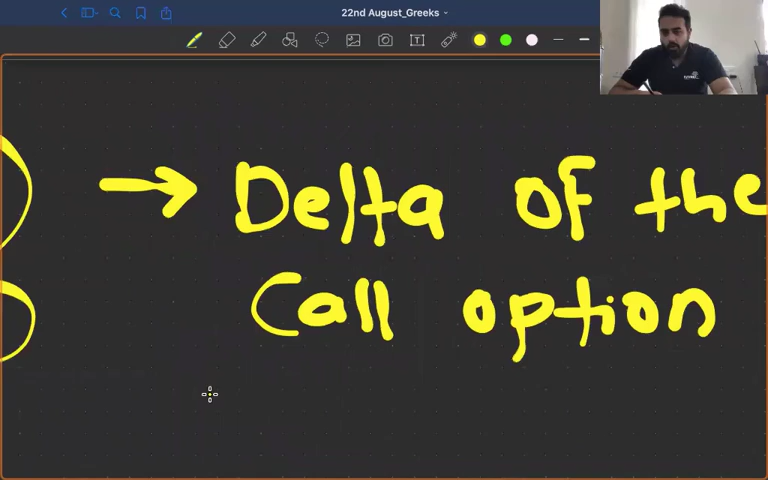 22nd August_Greeks
→ Delta of the
Call option